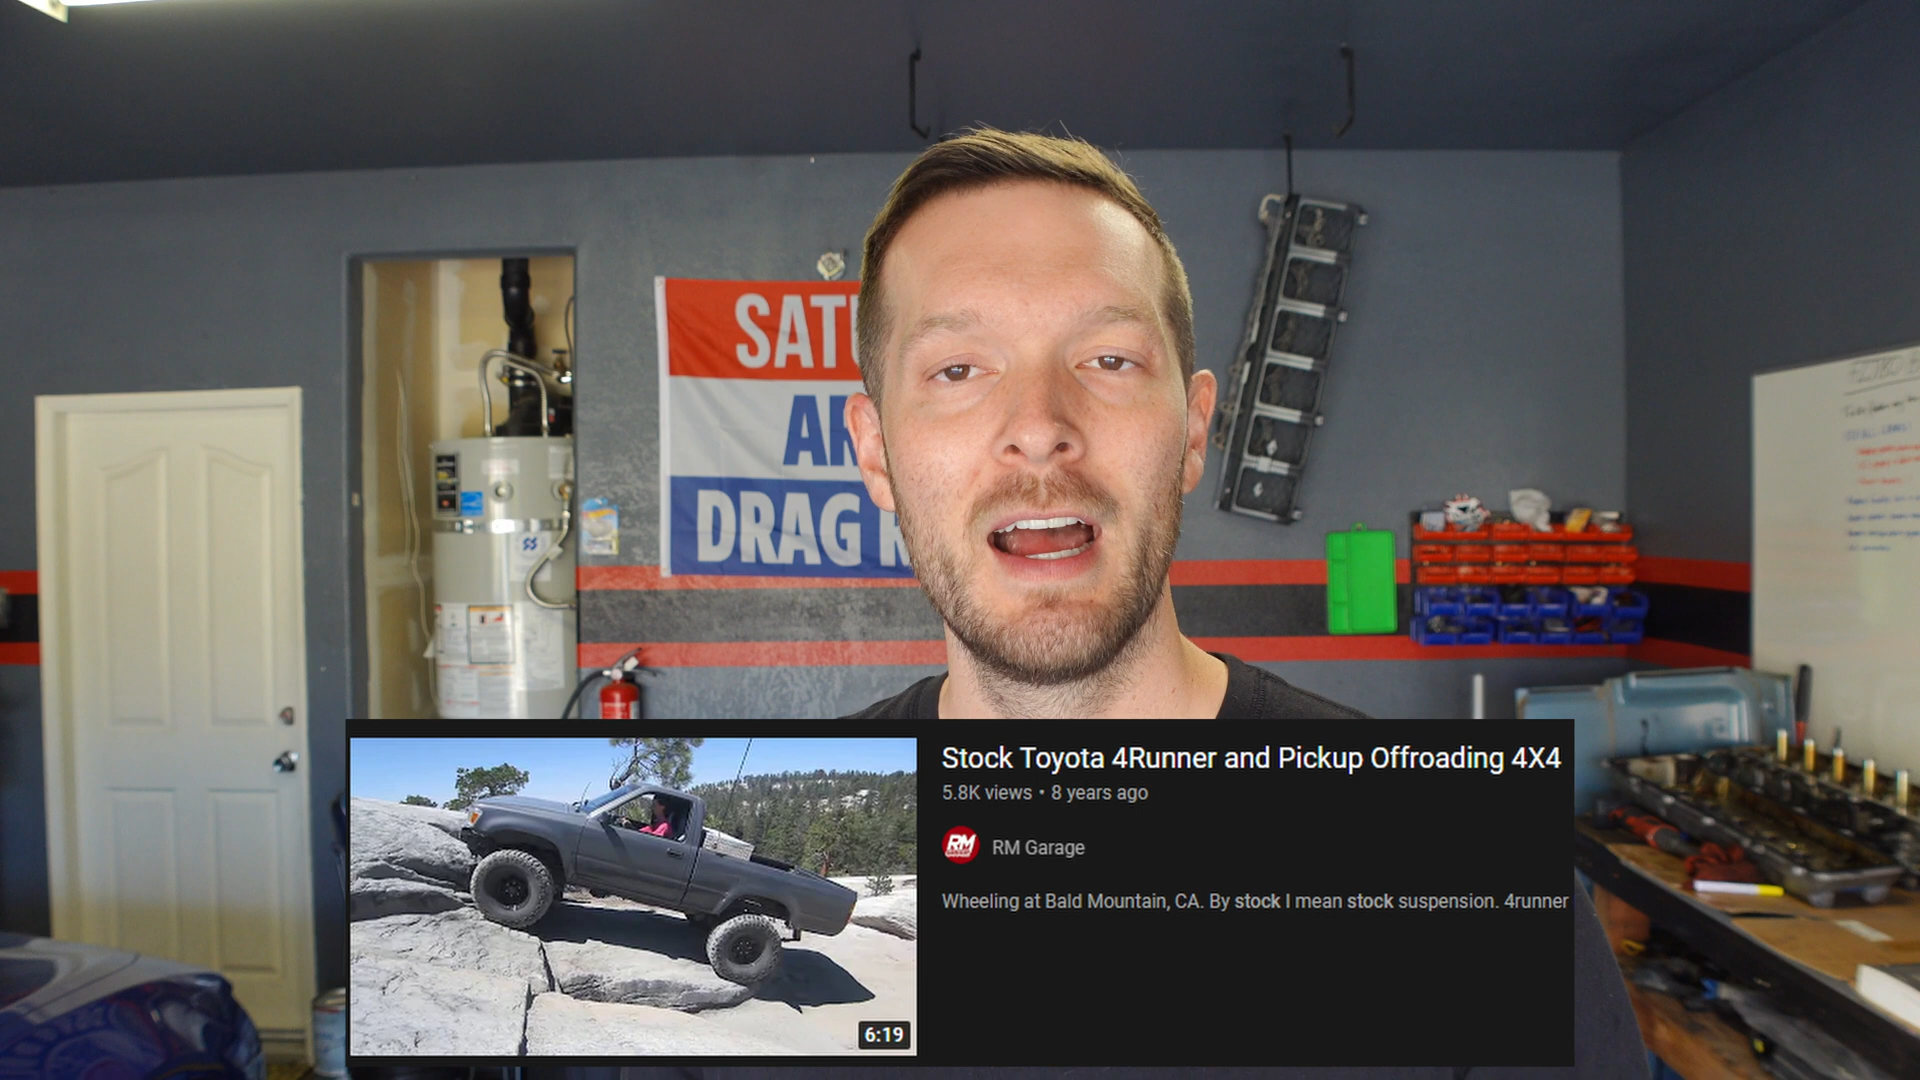 SATU
AR
DRAG R
Stock Toyota 4Runner and Pickup Offroading 4X4
5.8K views • 8 years ago
RM
RM Garage
Wheeling at Bald Mountain, CA. By stock I mean stock suspension. 4runner
6:19